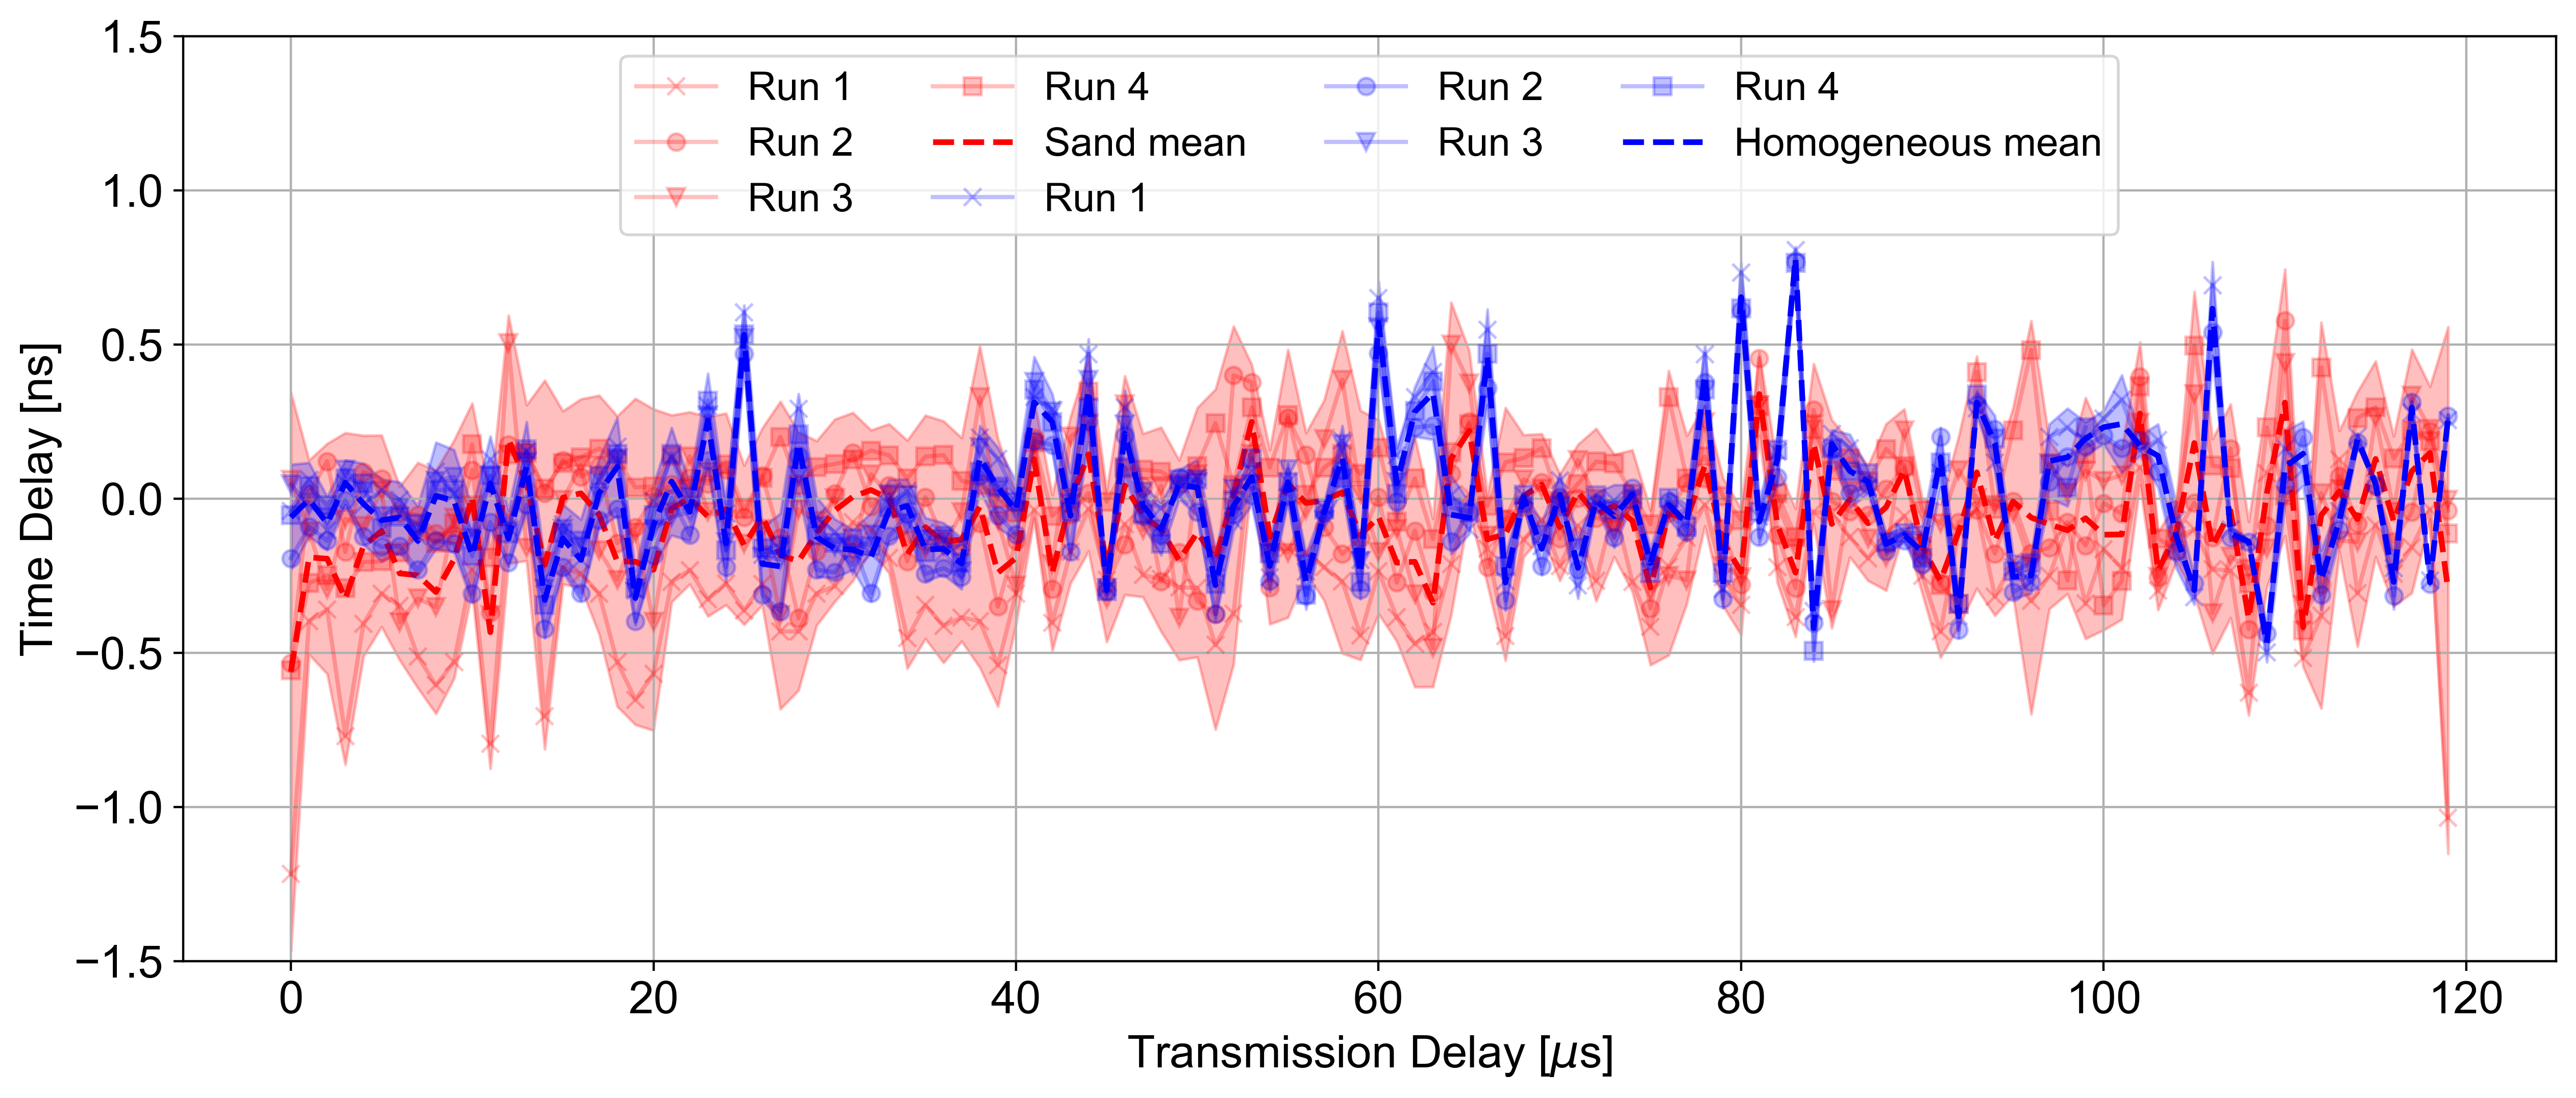 1.5
1.0
0.5
0.0
−0.5
−1.0
−1.5
Time Delay [ns]
Run 1
Run 2
Run 3
Run 4
Sand mean
Run 1
Run 2
Run 3
Run 4
Homogeneous mean
0 20 40 60 80 100 120
Transmission Delay [μs]